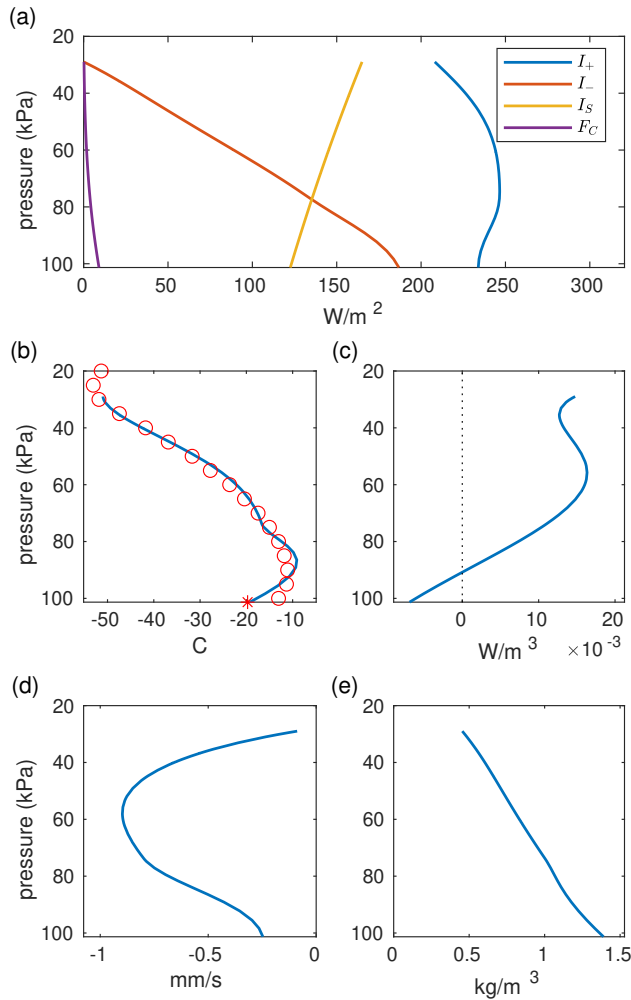 (a)
20
40
60
80
100
pressure (kPa)
0 50 100 150 200 250 300
W/m 2
I+
I−
IS
FC
(b)
20
40
60
80
100
pressure (kPa)
-50 -40 -30 -20 -10
C
(c)
20
40
60
80
100
pressure (kPa)
0 10 20
W/m 3 ×10 -3
(d)
20
40
60
80
100
pressure (kPa)
-1 -0.5 0
mm/s
(e)
20
40
60
80
100
pressure (kPa)
0 0.5 1 1.5
kg/m 3